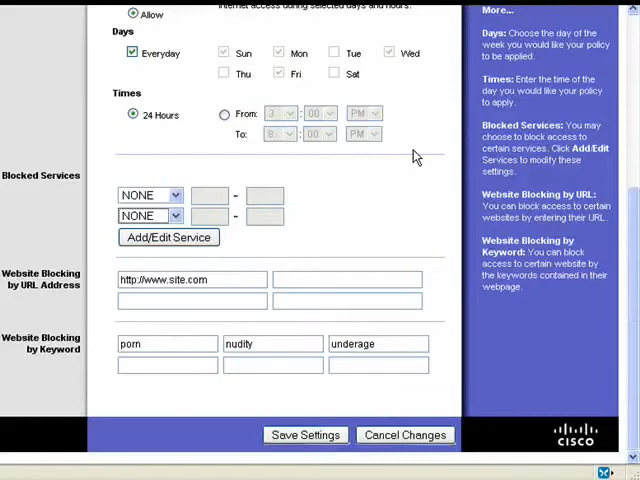 Internet access during selected days and hours.
Allow
Days
Everyday
Sun
Mon
Tue
Wed
Thu
Fri
Sat
Times
24 Hours
From:
3
:
00
PM
To:
8
:
00
PM
Blocked Services
NONE
~
NONE
~
Add/Edit Service
Website Blocking
by URL Address
http://www.site.com
Website Blocking
by Keyword
porn
nudity
underage
Save Settings
Cancel Changes
More...
Days: Choose the day of the
week you would like your policy
to be applied.
Times: Enter the time of the
day you would like your policy
to apply.
Blocked Services: You may
choose to block access to
certain services. Click Add/Edit
Services to modify these
settings.
Website Blocking by URL:
You can block access to certain
websites by entering their URL.
Website Blocking by
Keyword: You can block
access to certain website by
the keywords contained in their
webpage.
CISCO